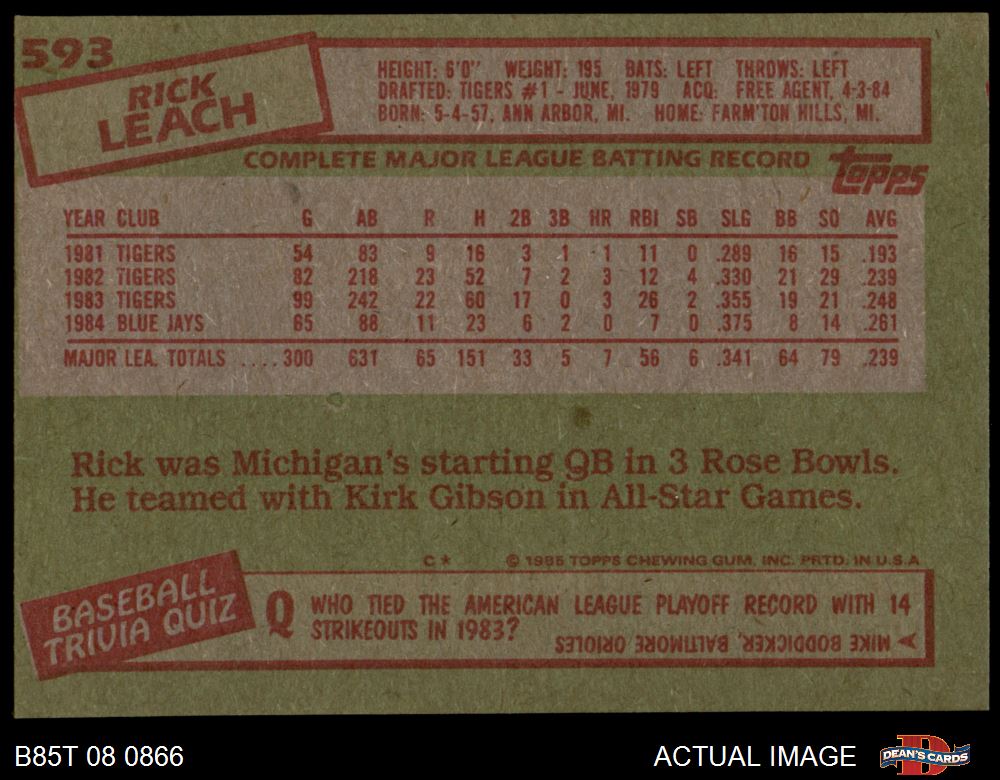 593
RICK
LEACH
HEIGHT: 6'0" WEIGHT: 195 BATS: LEFT THROWS: LEFT
DRAFTED: TIGERS #1 - JUNE, 1979 ACQ: FREE AGENT, 4-3-84
BORN: 5-4-57, ANN ARBOR, MI. HOME: FARM'TON HILLS, MI.
COMPLETE MAJOR LEAGUE BATTING RECORD
topps
YEAR CLUB G AB R H 2B 3B HR RBI SB SLG BB SO AVG
1981 TIGERS 54 83 9 16 3 1 1 11 0 .289 16 15 .193
1982 TIGERS 82 218 23 52 7 2 3 12 4 .330 21 29 .239
1983 TIGERS 99 242 22 60 17 0 3 26 2 .355 19 21 .248
1984 BLUE JAYS 65 88 11 23 6 2 0 7 0 .375 8 14 .261
MAJOR LEA. TOTALS .... 300 631 65 151 33 5 7 56 6 .341 64 79 .239
Rick was Michigan's starting QB in 3 Rose Bowls.
He teamed with Kirk Gibson in All-Star Games.
C* © 1985 TOPPS CHEWING GUM, INC. PRTD. IN U.S.A
BASEBALL
TRIVIA QUIZ
Q WHO TIED THE AMERICAN LEAGUE PLAYOFF RECORD WITH 14
STRIKEOUTS IN 1983?
MIKE BODDICKER, BALTIMORE ORIOLES
B85T 08 0866
ACTUAL IMAGE
D
DEAN'S CARDS